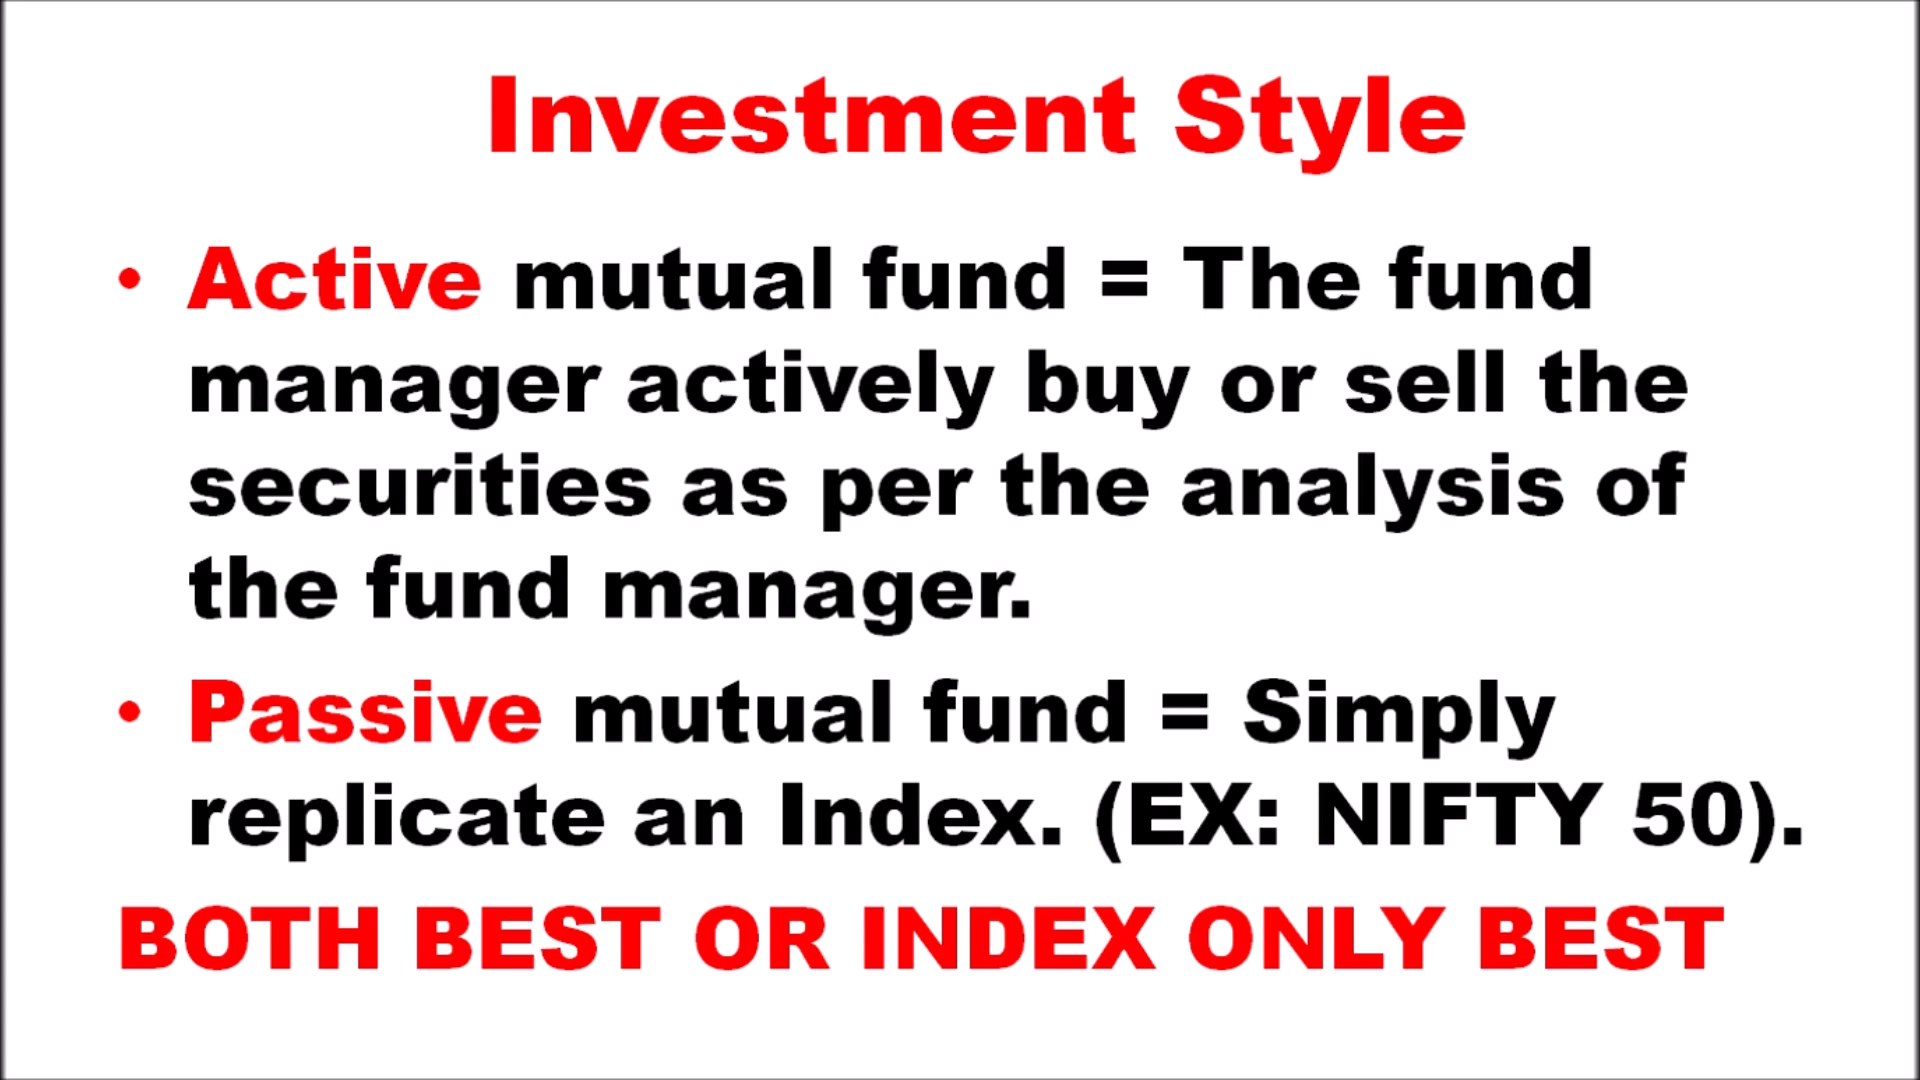 Investment Style
• Active mutual fund = The fund
manager actively buy or sell the
securities as per the analysis of
the fund manager.
• Passive mutual fund = Simply
replicate an Index. (EX: NIFTY 50).
BOTH BEST OR INDEX ONLY BEST